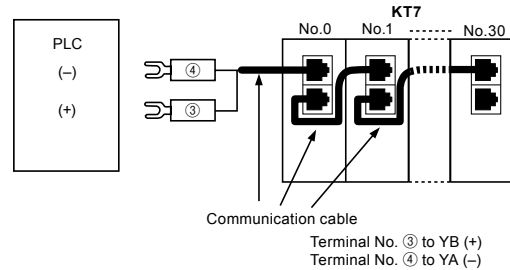 KT7
No.0 No.1 No.30
PLC
(–)
(+)
④
③
Communication cable
Terminal No. ③ to YB (+)
Terminal No. ④ to YA (–)